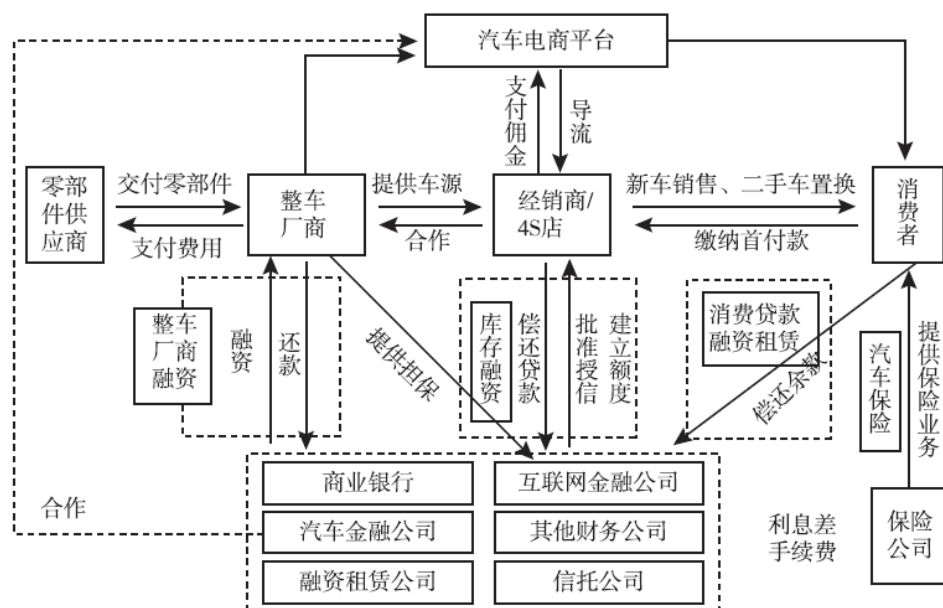 汽车电商平台
支付佣金
导流
零部
件供
应商
交付零部件
支付费用
整车
厂商
提供车源
合作
经销商/
4S店
新车销售、二手车置换
缴纳首付款
消费者
整车
厂商
融资
融资
还款
提供担保
库存融资
偿还贷款
批准授信
建立额度
消费贷款
融资租赁
偿还余款
汽车保险
提供保险业务
合作
商业银行
互联网金融公司
汽车金融公司
其他财务公司
融资租赁公司
信托公司
利息差
手续费
保险
公司